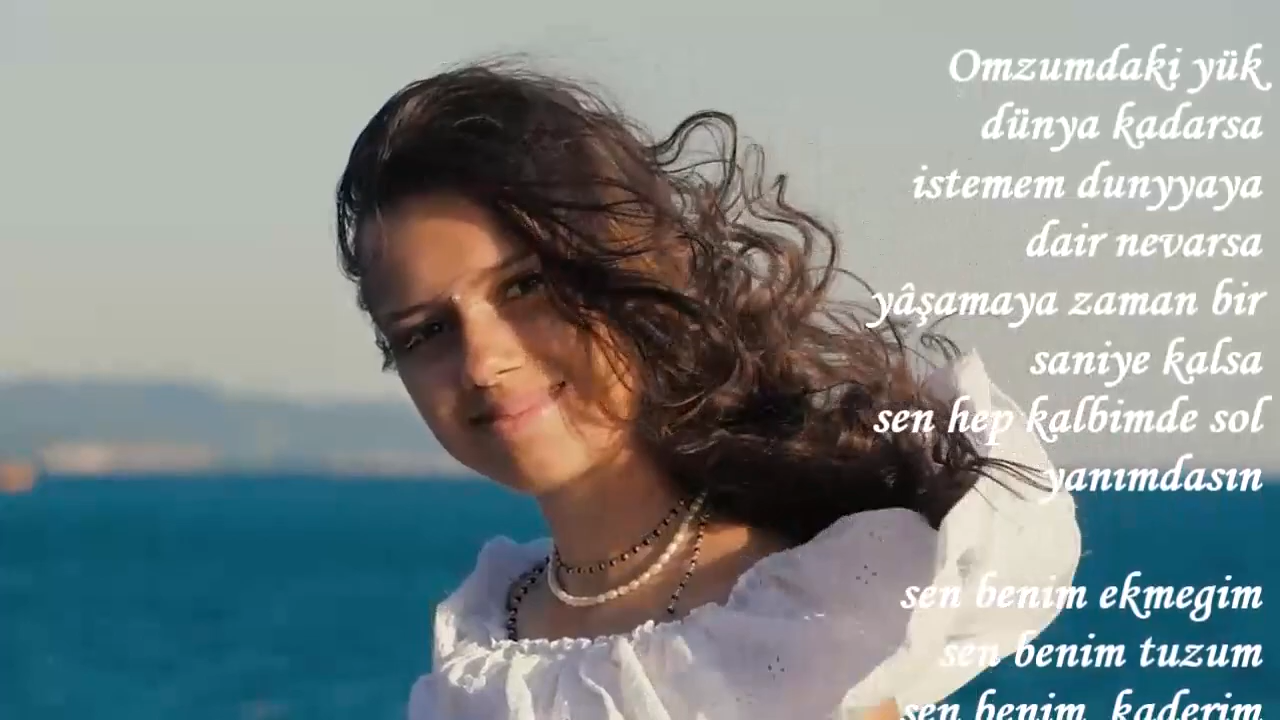 Omzumdaki yük
dünya kadarsa
istemem dunyyaya
dair nevarsa
yâşamaya zaman bir
saniye kalsa
sen hep kalbimde sol
yanımdasın
sen benim ekmegim
sen benim tuzum
sen benim kaderim